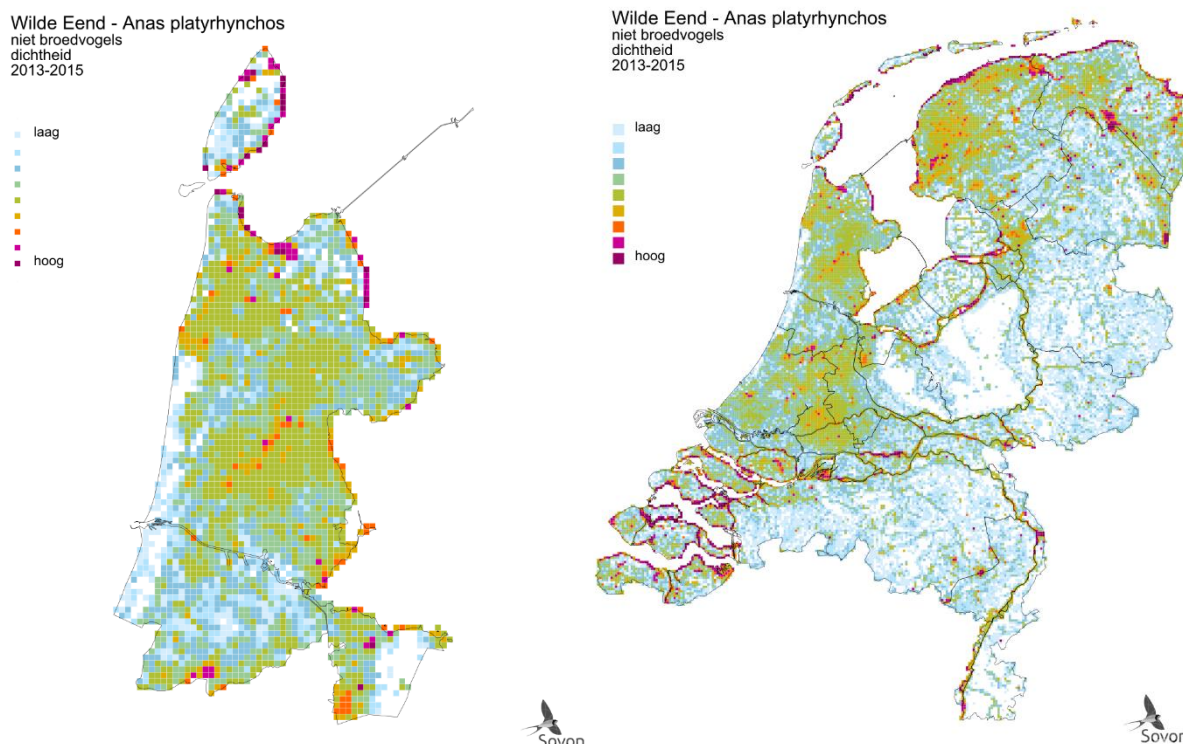 Wilde Eend - Anas platyrhynchos
niet broedvogels
dichtheid
2013-2015
laag
hoog
Sovon
Wilde Eend - Anas platyrhynchos
niet broedvogels
dichtheid
2013-2015
laag
hoog
Sovon